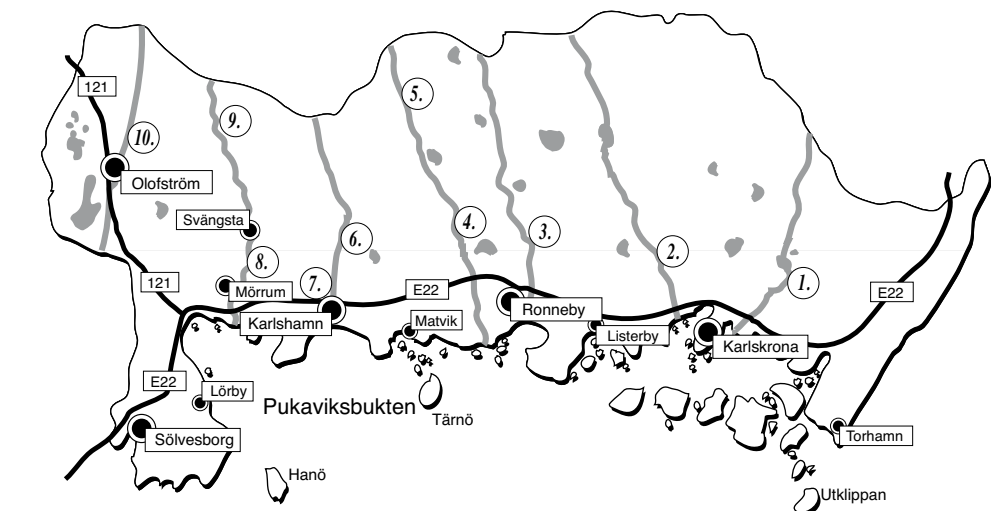 121
10.
Olofström
9.
Svängsta
5.
6.
4.
3.
2.
8.
7.
1.
121
Mörrum
E22
E22
Karlshamn
Matvik
Ronneby
Listerby
Karlskrona
E22
Lörby
Pukaviksbukten
Tärnö
Sölvesborg
Torhamn
Hanö
Utklippan